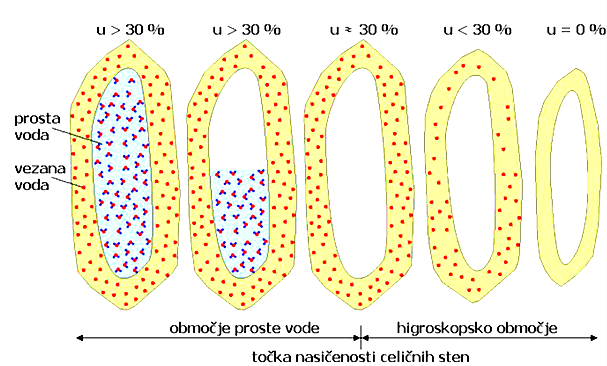 u > 30 % u > 30 % u ≈ 30 % u < 30 % u = 0 %
prosta
voda
vezana
voda
območje proste vode higroskopsko območje
točka nasičenosti celičnih sten